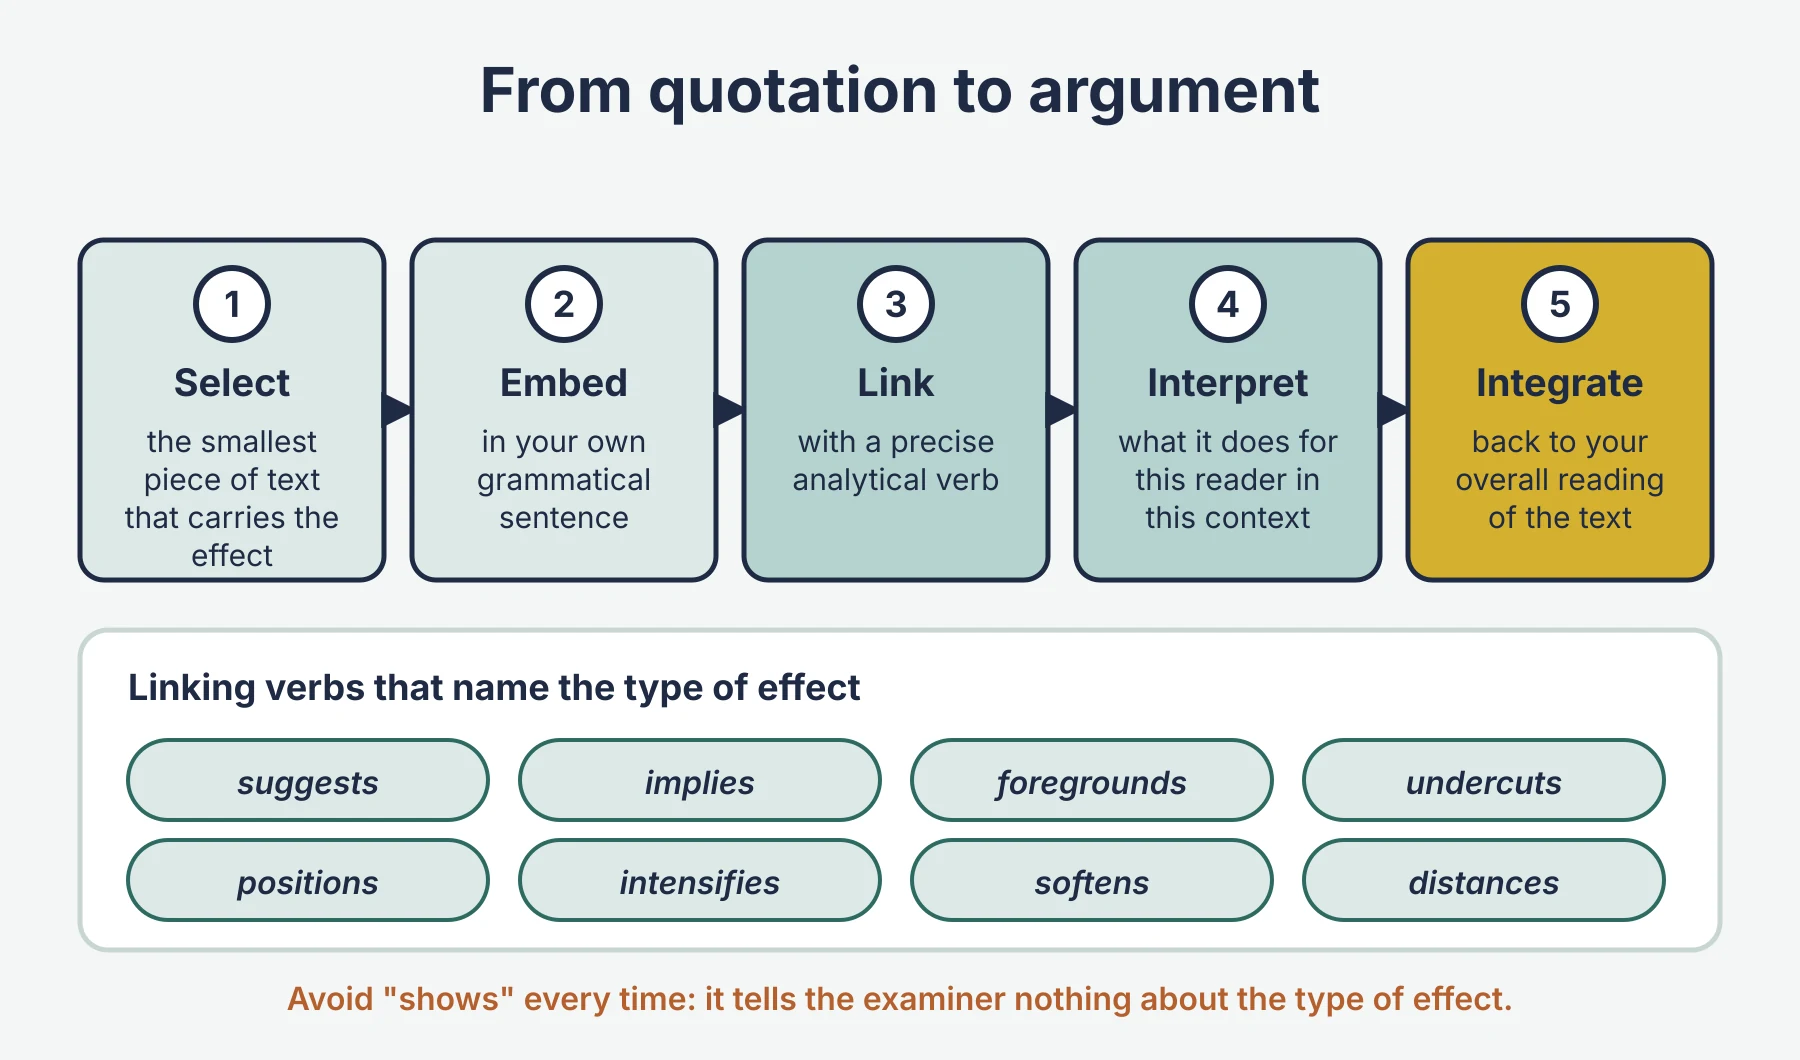 From quotation to argument
1
Select
the smallest
piece of text
that carries the
effect
2
Embed
in your own
grammatical
sentence
3
Link
with a precise
analytical verb
4
Interpret
what it does for
this reader in
this context
5
Integrate
back to your
overall reading
of the text
Linking verbs that name the type of effect
suggests
implies
foregrounds
undercuts
positions
intensifies
softens
distances
Avoid "shows" every time: it tells the examiner nothing about the type of effect.